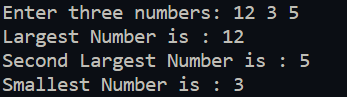 Enter three numbers: 12 3 5
Largest Number is : 12
Second Largest Number is : 5
Smallest Number is : 3